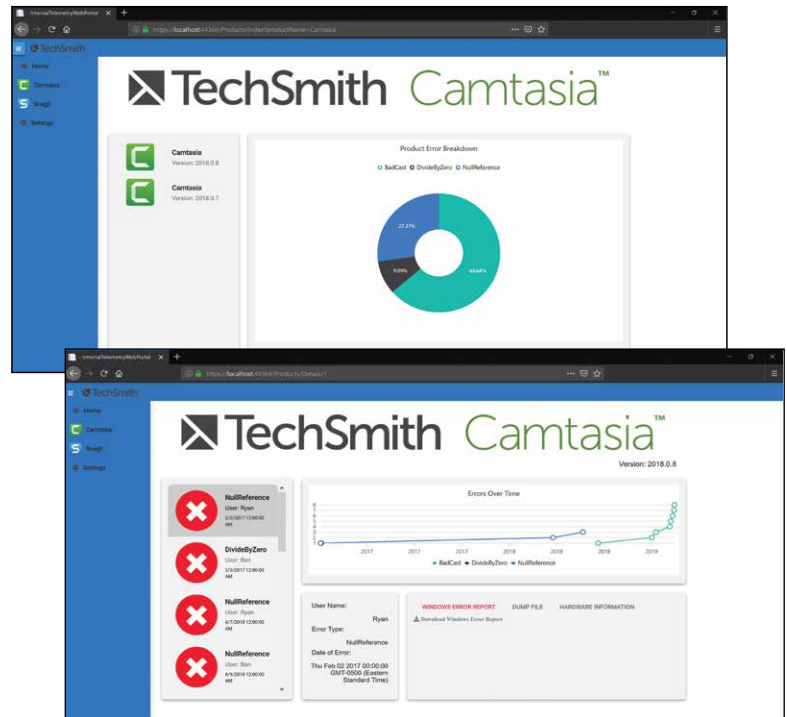 InternalTelemetryWebPortal
https://localhost:44364/Products/Index?productName=Camtasia
TechSmith
Home
Camtasia
Snagit
Settings
TechSmith Camtasia™
Camtasia
Version: 2018.0.8
Camtasia
Version: 2018.0.7
Product Error Breakdown
BadCast DivideByZero NullReference
27.27%
9.09%
63.64%
- InternalTelemetryWebPortal
https://localhost:44364/Products/Details/1
TechSmith
Home
Camtasia
Snagit
Settings
TechSmith Camtasia™
Version: 2018.0.8
NullReference
User: Ryan
2/2/2017 12:00:00
AM
DivideByZero
User: Ben
2/3/2017 12:00:00
AM
NullReference
User: Ryan
6/7/2018 12:00:00
AM
NullReference
User: Ben
8/9/2018 12:00:00
AM
Errors Over Time
2017 2017 2017 2018 2018 2018 2019
BadCast DivideByZero NullReference
User Name:
Ryan
Error Type:
NullReference
Date of Error:
Thu Feb 02 2017 00:00:00
GMT-0500 (Eastern
Standard Time)
WINDOWS ERROR REPORT DUMP FILE HARDWARE INFORMATION
Download Windows Error Report